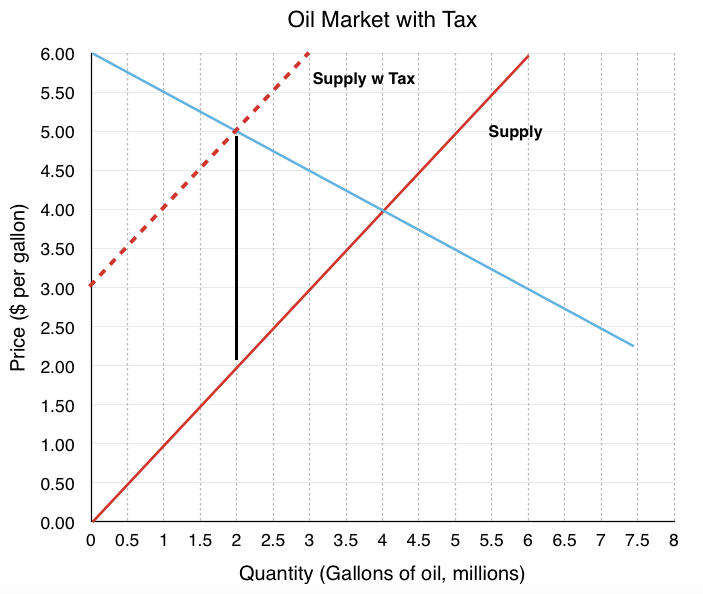 Oil Market with Tax
6.00
5.50
5.00
4.50
4.00
3.50
3.00
2.50
2.00
1.50
1.00
0.50
0.00
Price ($ per gallon)
Supply w Tax
Supply
0 0.5 1 1.5 2 2.5 3 3.5 4 4.5 5 5.5 6 6.5 7 7.5 8
Quantity (Gallons of oil, millions)